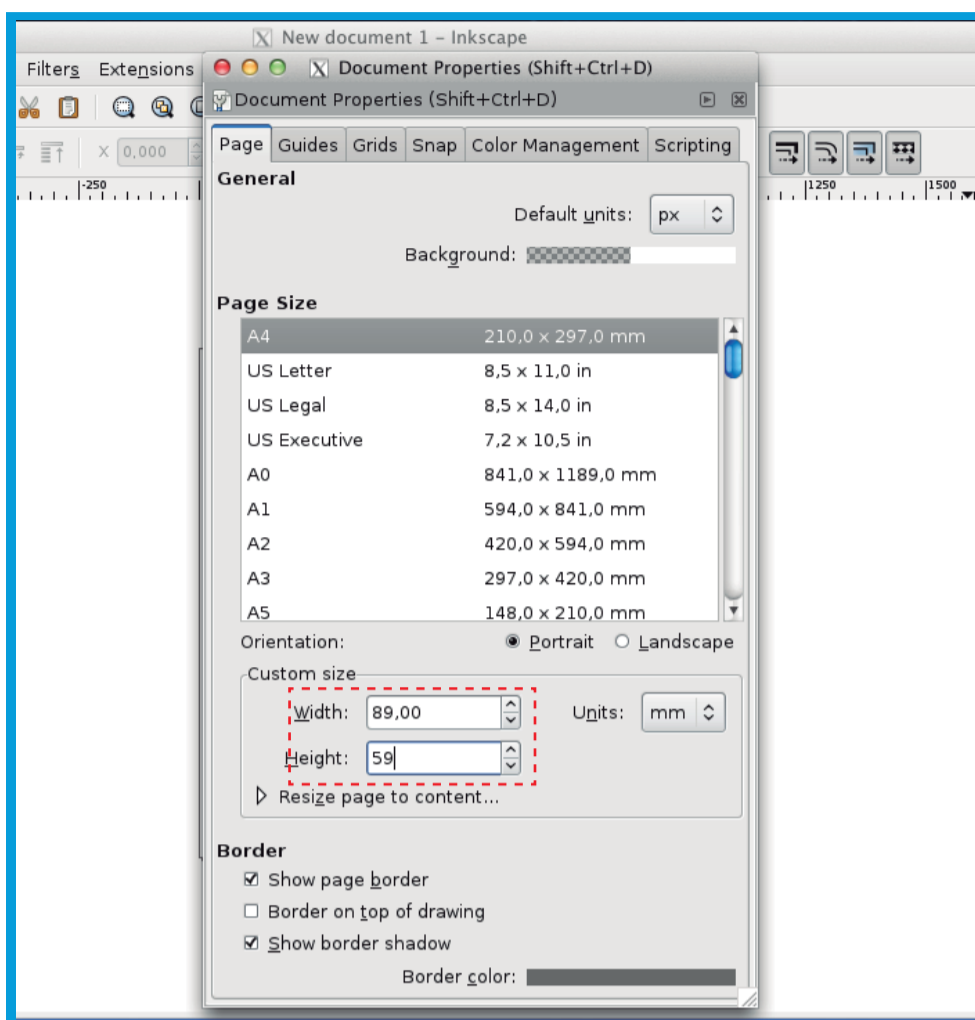 New document 1 – Inkscape
Filters Extensions
Document Properties (Shift+Ctrl+D)
Document Properties (Shift+Ctrl+D)
X 0,000
Page Guides Grids Snap Color Management Scripting
-250 1250 1500
General
Default units: px
Background:
Page Size
A4 210,0 x 297,0 mm
US Letter 8,5 x 11,0 in
US Legal 8,5 x 14,0 in
US Executive 7,2 x 10,5 in
A0 841,0 x 1189,0 mm
A1 594,0 x 841,0 mm
A2 420,0 x 594,0 mm
A3 297,0 x 420,0 mm
A5 148,0 x 210,0 mm
Orientation: Portrait Landscape
Custom size
Width: 89,00 Units: mm
Height: 59
Resize page to content...
Border
Show page border
Border on top of drawing
Show border shadow
Border color: